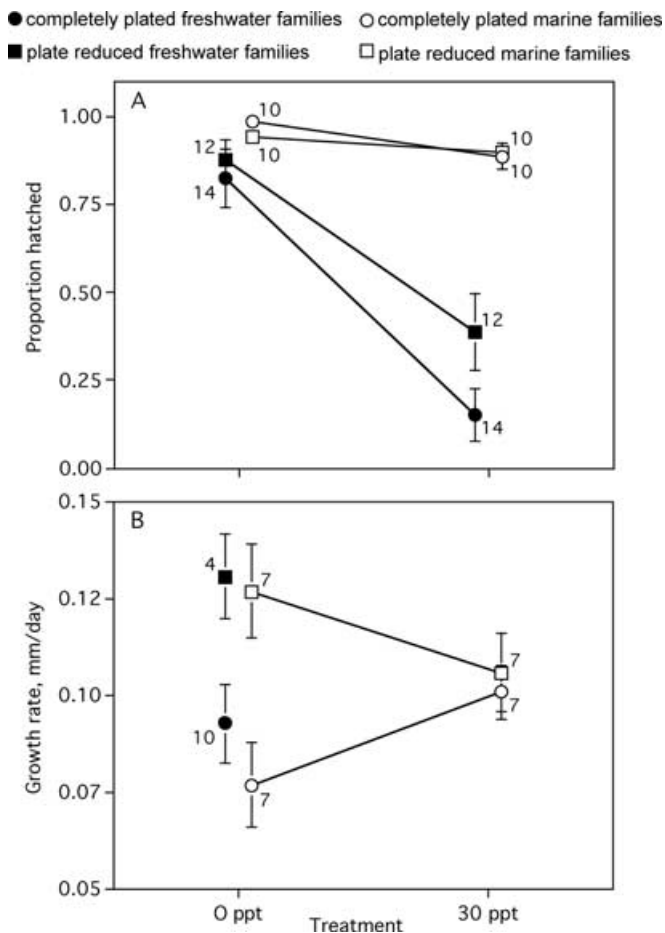 ● completely plated freshwater families ○ completely plated marine families
■ plate reduced freshwater families □ plate reduced marine families
A
1.00
0.75
0.50
0.25
0.00
Proportion hatched
12
14
10
10
10
10
12
14
B
0.15
0.12
0.10
0.07
0.05
Growth rate, mm/day
4
7
10
7
7
7
O ppt
30 ppt
Treatment